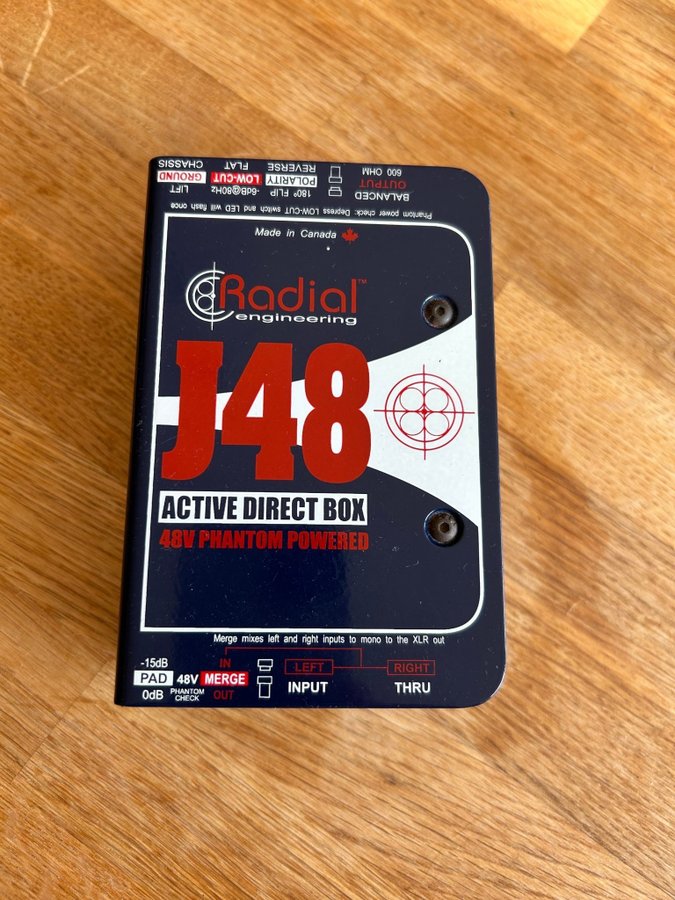 CHASSIS FLAT REVERSE 600 OHM
GROUND LOW-CUT POLARITY OUTPUT
LIFT -6dB@80Hz 180° FLIP BALANCED
Phantom power check: Depress LOW-CUT switch and LED will flash once
Made in Canada
Radial™
engineering
J48
ACTIVE DIRECT BOX
48V PHANTOM POWERED
Merge mixes left and right inputs to mono to the XLR out
-15dB IN
PAD 48V MERGE LEFT RIGHT
0dB PHANTOM CHECK OUT INPUT THRU